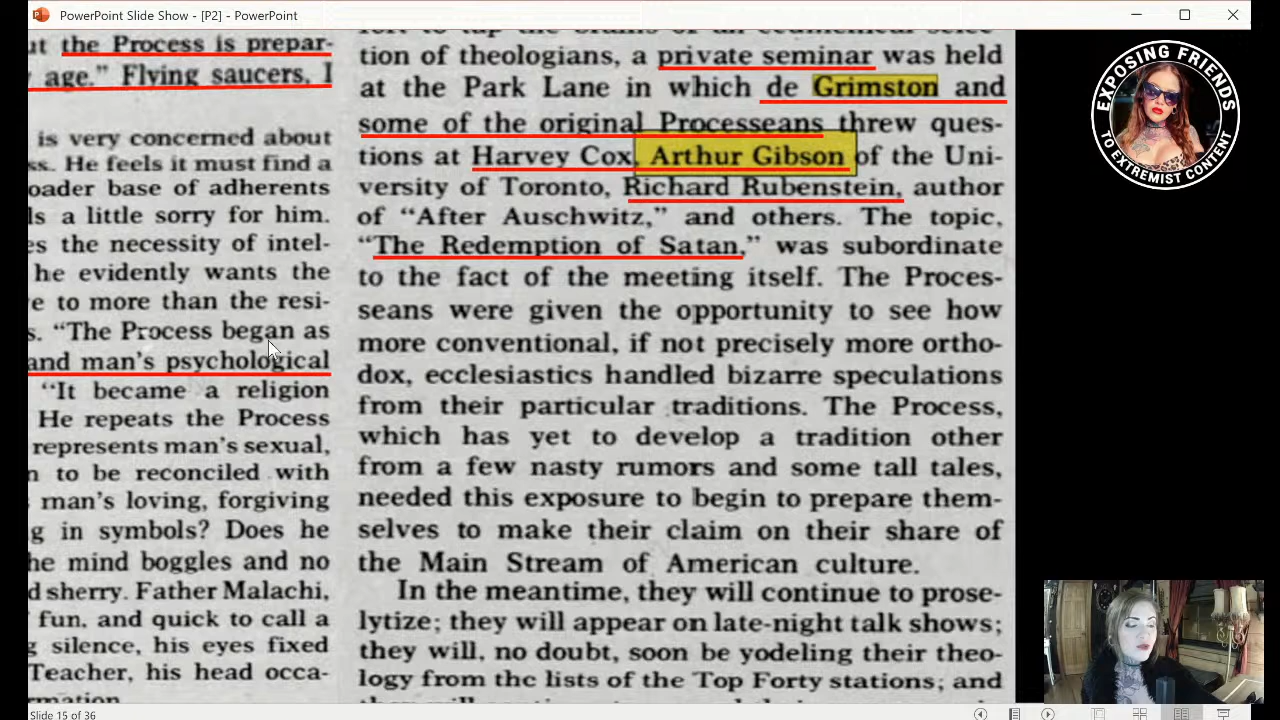 PowerPoint Slide Show - [P2] - PowerPoint
ut the Process is prepar-
age." Flying saucers, I
is very concerned about
ss. He feels it must find a
oader base of adherents
ls a little sorry for him.
es the necessity of intel-
he evidently wants the
e to more than the resi-
s. "The Process began as
and man's psychological
"It became a religion
He repeats the Process
represents man's sexual,
n to be reconciled with
man's loving, forgiving
g in symbols? Does he
he mind boggles and no
d sherry. Father Malachi,
fun, and quick to call a
g silence, his eyes fixed
Teacher, his head occa-
rmation
tion of theologians, a private seminar was held
at the Park Lane in which de Grimston and
some of the original Processeans threw ques-
tions at Harvey Cox, Arthur Gibson of the Uni-
versity of Toronto, Richard Rubenstein, author
of "After Auschwitz," and others. The topic,
"The Redemption of Satan," was subordinate
to the fact of the meeting itself. The Proces-
seans were given the opportunity to see how
more conventional, if not precisely more ortho-
dox, ecclesiastics handled bizarre speculations
from their particular traditions. The Process,
which has yet to develop a tradition other
from a few nasty rumors and some tall tales,
needed this exposure to begin to prepare them-
selves to make their claim on their share of
the Main Stream of American culture.
In the meantime, they will continue to prose-
lytize; they will appear on late-night talk shows;
they will, no doubt, soon be yodeling their theo-
logy from the lists of the Top Forty stations; and
EXPOSING FRIENDS
TO EXTREMIST CONTENT
Slide 15 of 36